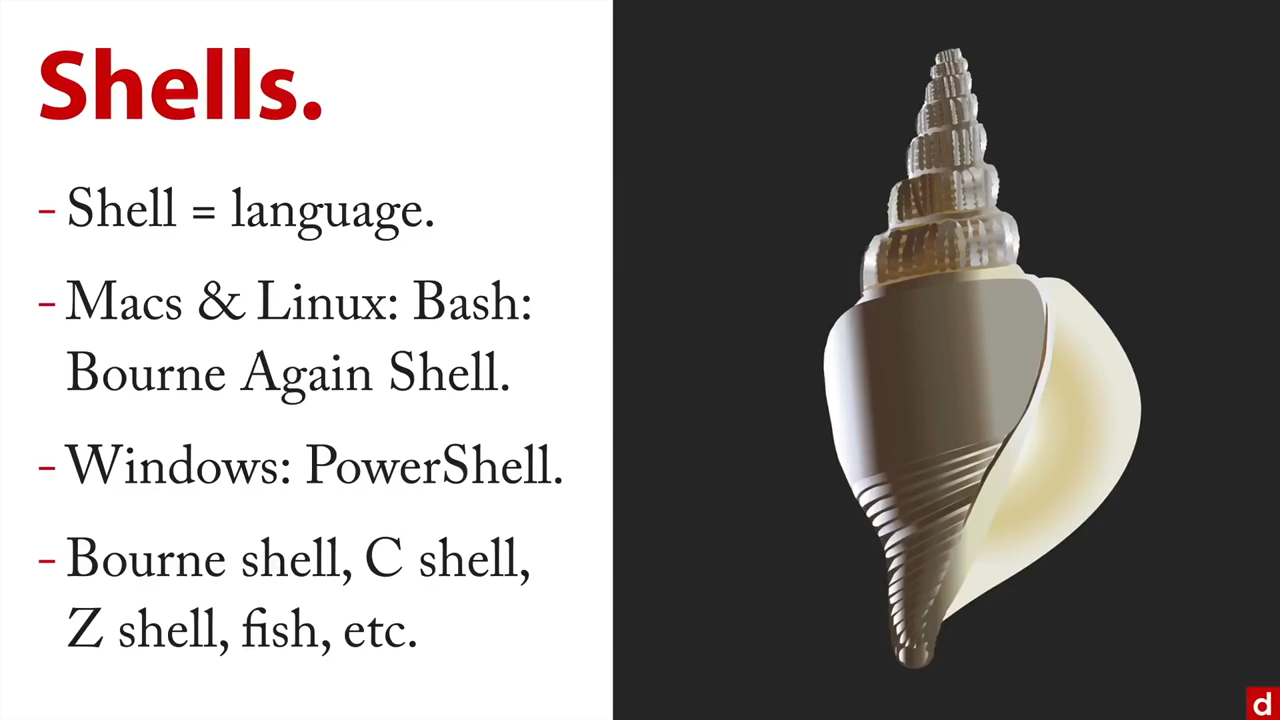 Shells.
- Shell = language.
- Macs & Linux: Bash:
Bourne Again Shell.
- Windows: PowerShell.
- Bourne shell, C shell,
Z shell, fish, etc.
d